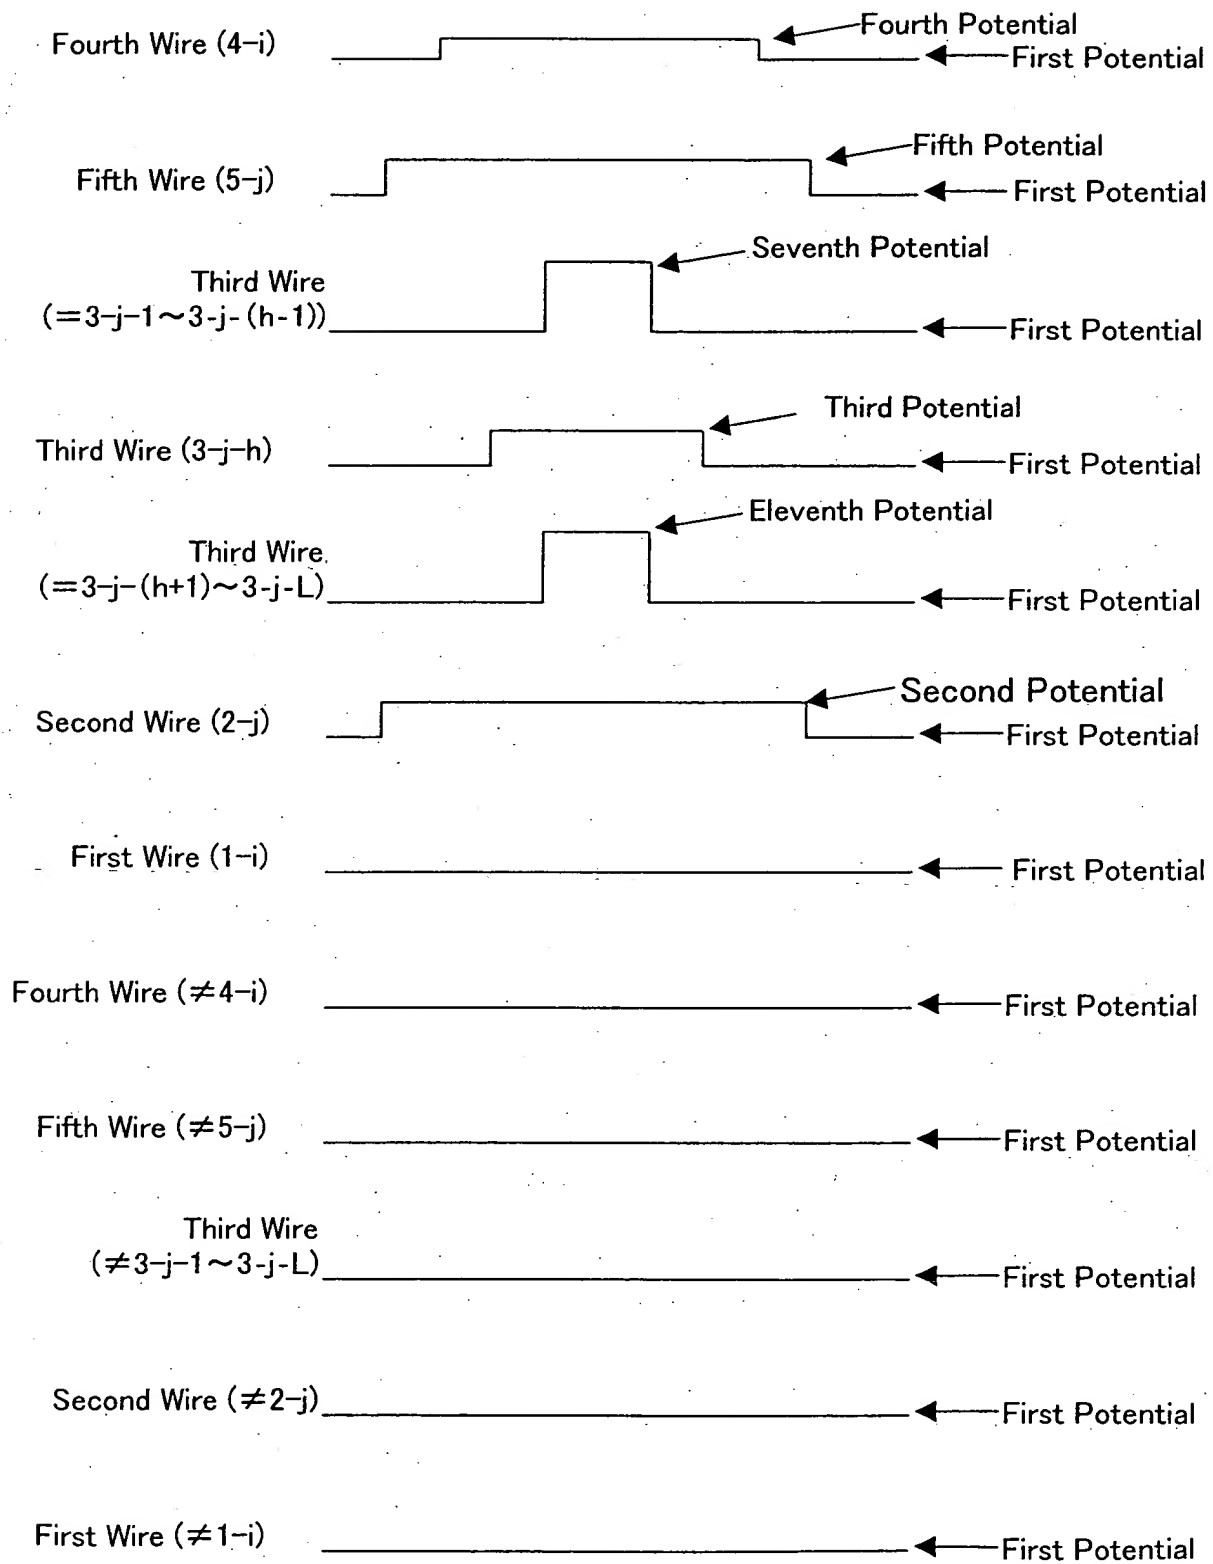 Fourth Wire (4-i)
Fourth Potential
First Potential
Fifth Wire (5-j)
Fifth Potential
First Potential
Third Wire
(=3-j-1~3-j-(h-1))
Seventh Potential
First Potential
Third Wire (3-j-h)
Third Potential
First Potential
Third Wire
(=3-j-(h+1)~3-j-L)
Eleventh Potential
First Potential
Second Wire (2-j)
Second Potential
First Potential
First Wire (1-i)
First Potential
Fourth Wire (≠4-i)
First Potential
Fifth Wire (≠5-j)
First Potential
Third Wire
(≠3-j-1~3-j-L)
First Potential
Second Wire (≠2-j)
First Potential
First Wire (≠1-i)
First Potential